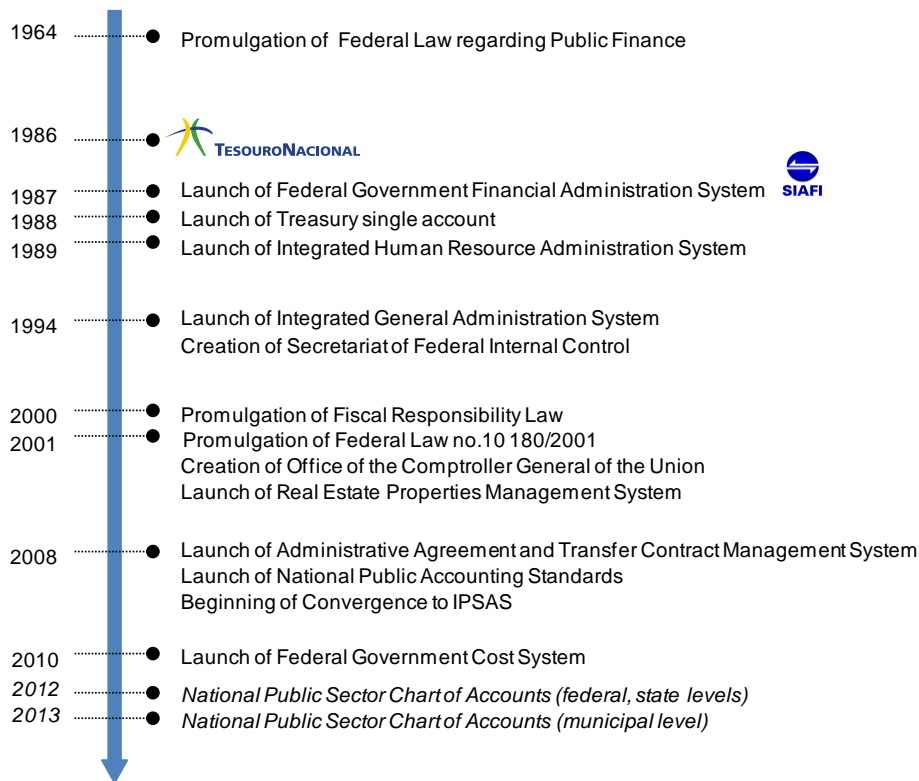 1964 Promulgation of Federal Law regarding Public Finance
1986 TESOURONACIONAL
1987 Launch of Federal Government Financial Administration System SIAFI
1988 Launch of Treasury single account
1989 Launch of Integrated Human Resource Administration System
1994 Launch of Integrated General Administration System
Creation of Secretariat of Federal Internal Control
2000 Promulgation of Fiscal Responsibility Law
2001 Promulgation of Federal Law no.10 180/2001
Creation of Office of the Comptroller General of the Union
Launch of Real Estate Properties Management System
2008 Launch of Administrative Agreement and Transfer Contract Management System
Launch of National Public Accounting Standards
Beginning of Convergence to IPSAS
2010 Launch of Federal Government Cost System
2012 National Public Sector Chart of Accounts (federal, state levels)
2013 National Public Sector Chart of Accounts (municipal level)